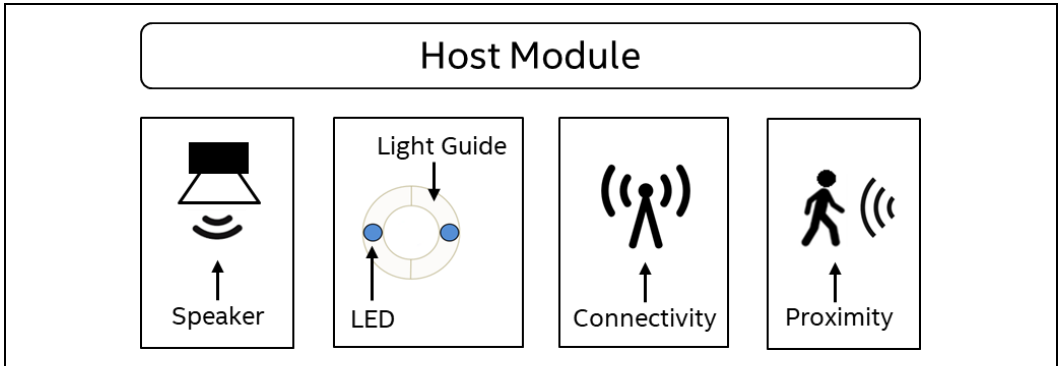 Host Module
Speaker
Light Guide
LED
Connectivity
Proximity